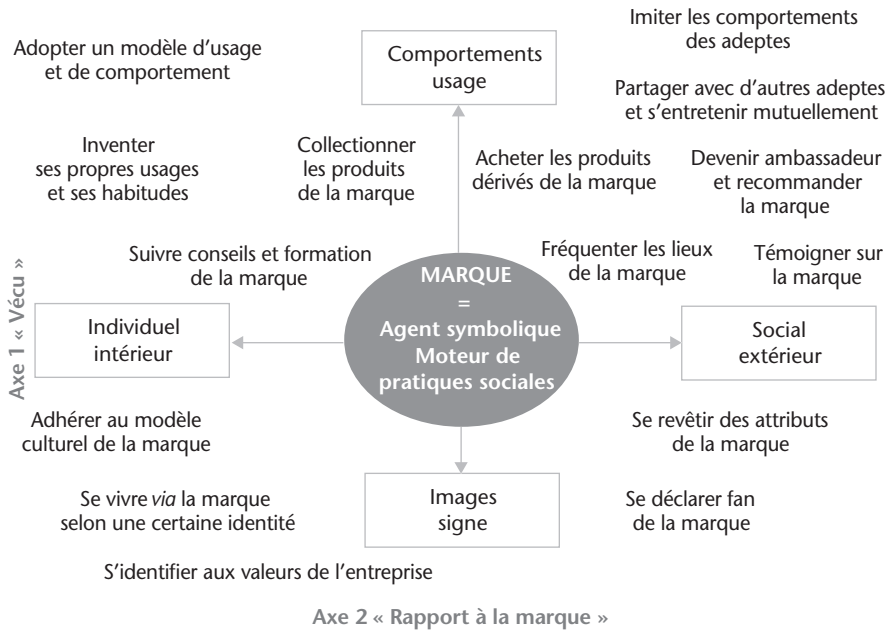 Imiter les comportements
des adeptes
Adopter un modèle d'usage
et de comportement
Comportements
usage
Partager avec d'autres adeptes
et s'entretenir mutuellement
Inventer
ses propres usages
et ses habitudes
Collectionner
les produits
de la marque
Acheter les produits
dérivés de la marque
Devenir ambassadeur
et recommander
la marque
Suivre conseils et formation
de la marque
Fréquenter les lieux
de la marque
Témoigner sur
la marque
Axe 1 « Vécu »
Individuel
intérieur
MARQUE
=
Agent symbolique
Moteur de
pratiques sociales
Social
extérieur
Adhérer au modèle
culturel de la marque
Se revêtir des attributs
de la marque
Se vivre via la marque
selon une certaine identité
Images
signe
Se déclarer fan
de la marque
S'identifier aux valeurs de l'entreprise
Axe 2 « Rapport à la marque »